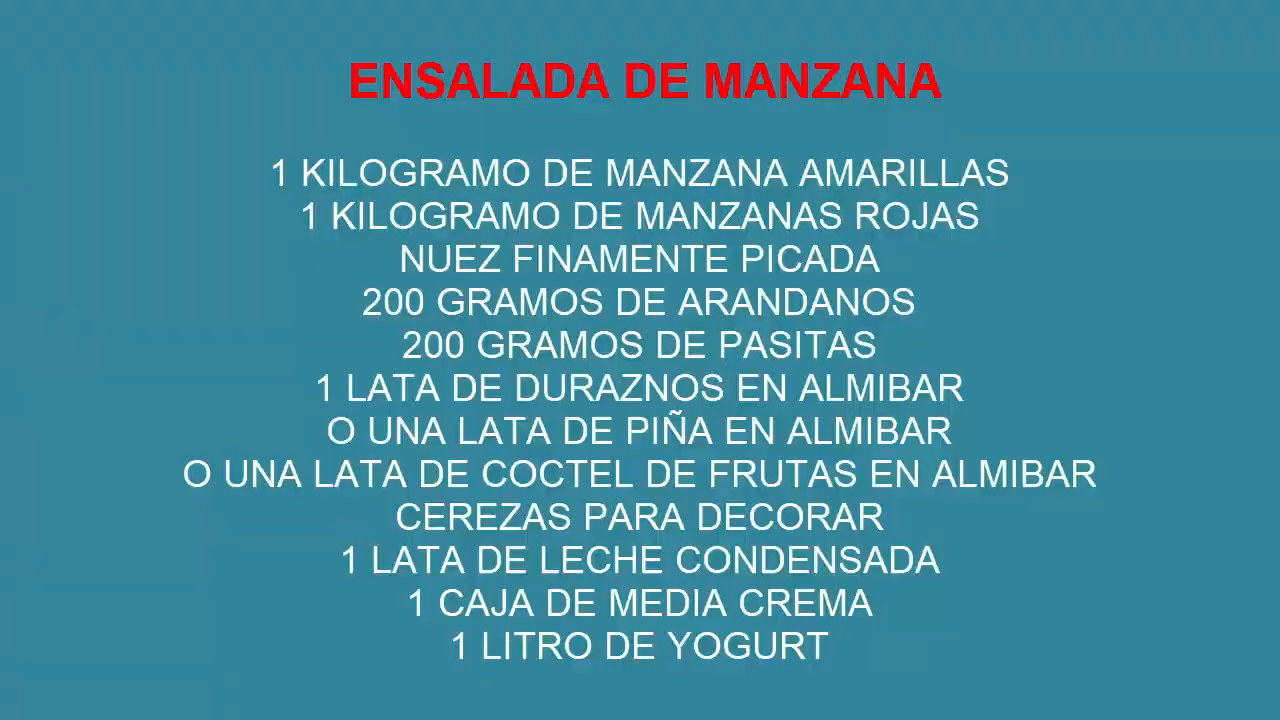 ENSALADA DE MANZANA
1 KILOGRAMO DE MANZANA AMARILLAS
1 KILOGRAMO DE MANZANAS ROJAS
NUEZ FINAMENTE PICADA
200 GRAMOS DE ARANDANOS
200 GRAMOS DE PASITAS
1 LATA DE DURAZNOS EN ALMIBAR
O UNA LATA DE PIÑA EN ALMIBAR
O UNA LATA DE COCTEL DE FRUTAS EN ALMIBAR
CEREZAS PARA DECORAR
1 LATA DE LECHE CONDENSADA
1 CAJA DE MEDIA CREMA
1 LITRO DE YOGURT